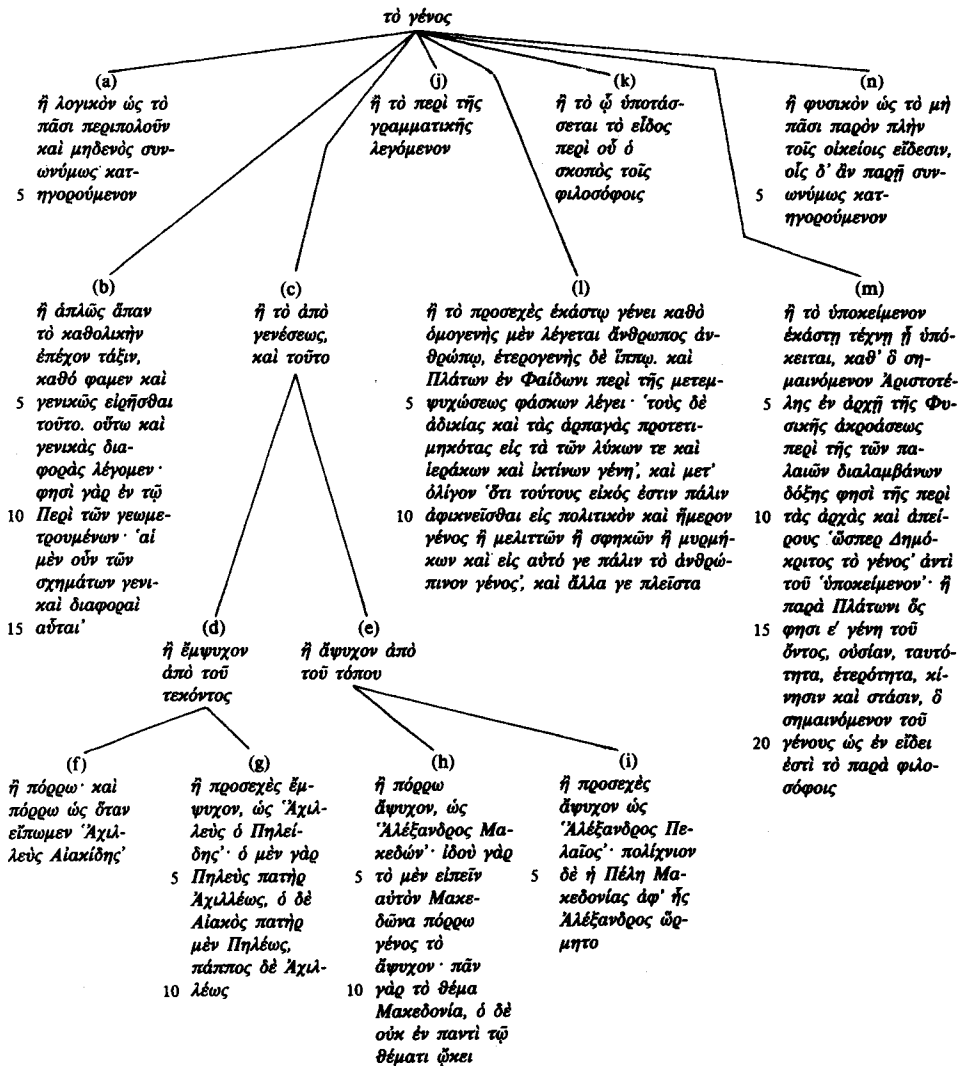 τὸ γένος
(a)
ἢ λογικὸν ὡς τὸ
πᾶσι περιπολοῦν
καὶ μηδενὸς συν-
ωνύμως κατ-
5 ηγορούμενον
(j)
ἢ τὸ περὶ τῆς
γραμματικῆς
λεγόμενον
(k)
ἢ τὸ ᾧ ὑποτάσ-
σεται τὸ εἶδος
περὶ οὗ ὁ
σκοπὸς τοῖς
φιλοσόφοις
(n)
ἢ φυσικὸν ὡς τὸ μὴ
πᾶσι παρὸν πλὴν
τοῖς οἰκείοις εἴδεσιν,
οἷς δ' ἂν παρῇ συν-
5 ωνύμως κατ-
ηγορούμενον
(b)
ἢ ἁπλῶς ἅπαν
τὸ καθολικὴν
ἐπέχον τάξιν,
καθό φαμεν καὶ
5 γενικῶς εἰρῆσθαι
τοῦτο. οὕτω καὶ
γενικὰς δια-
φορὰς λέγομεν·
φησὶ γὰρ ἐν τῷ
10 Περὶ τῶν γεωμε-
τρουμένων· 'αἱ
μὲν οὖν τῶν
σχημάτων γενι-
καὶ διαφοραὶ
15 αὗται'
(c)
ἢ τὸ ἀπὸ
γενέσεως,
καὶ τοῦτο
(l)
ἢ τὸ προσεχὲς ἑκάστῳ γένει καθὸ
ὁμογενὴς μὲν λέγεται ἄνθρωπος ἀν-
θρώπῳ, ἑτερογενὴς δὲ ἵππῳ. καὶ
Πλάτων ἐν Φαίδωνι περὶ τῆς μετεμ-
5 ψυχώσεως φάσκων λέγει· 'τοὺς δὲ
ἀδικίας καὶ τὰς ἁρπαγὰς προτετι-
μηκότας εἰς τὰ τῶν λύκων τε καὶ
ἱεράκων καὶ ἰκτίνων γένη', καὶ μετ'
ὀλίγον 'ὅτι τούτους εἰκός ἐστιν πάλιν
10 ἀφικνεῖσθαι εἰς πολιτικὸν καὶ ἥμερον
γένος ἢ μελιττῶν ἢ σφηκῶν ἢ μυρμή-
κων καὶ εἰς αὐτό γε πάλιν τὸ ἀνθρώ-
πινον γένος', καὶ ἄλλα γε πλεῖστα
(m)
ἢ τὸ ὑποκείμενον
ἑκάστῃ τέχνῃ ᾗ ὑπό-
κειται, καθ' ὃ ση-
μαινόμενον Ἀριστοτέ-
5 λης ἐν ἀρχῇ τῆς Φυ-
σικῆς ἀκροάσεως
περὶ τῆς τῶν πα-
λαιῶν διαλαμβάνων
δόξης φησὶ τῆς περὶ
10 τὰς ἀρχὰς καὶ ἀπεί-
ρους 'ὥσπερ Δημό-
κριτος τὸ γένος' ἀντὶ
τοῦ 'ὑποκείμενον'· ἢ
παρὰ Πλάτωνι ὅς
15 φησι ε' γένη τοῦ
ὄντος, οὐσίαν, ταυτό-
τητα, ἑτερότητα, κί-
νησιν καὶ στάσιν, ὃ
σημαινόμενον τοῦ
20 γένους ὡς ἐν εἴδει
ἐστὶ τὸ παρὰ φιλο-
σόφοις
(d)
ἢ ἔμψυχον
ἀπὸ τοῦ
τεκόντος
(e)
ἢ ἄψυχον ἀπὸ
τοῦ τόπου
(f)
ἢ πόρρω· καὶ
πόρρω ὡς ὅταν
εἴπωμεν 'Ἀχιλ-
λεὺς Αἰακίδης'
(g)
ἢ προσεχὲς ἔμ-
ψυχον, ὡς 'Ἀχιλ-
λεὺς ὁ Πηλεί-
δης'· ὁ μὲν γὰρ
5 Πηλεὺς πατὴρ
Ἀχιλλέως, ὁ δὲ
Αἰακὸς πατὴρ
μὲν Πηλέως,
πάππος δὲ Ἀχιλ-
10 λέως
(h)
ἢ πόρρω
ἄψυχον, ὡς
'Ἀλέξανδρος Μα-
κεδών'· ἰδοὺ γὰρ
5 τὸ μὲν εἰπεῖν
αὐτὸν Μακε-
δῶνα πόρρω
γένος τὸ
ἄψυχον· πᾶν
10 γὰρ τὸ θέμα
Μακεδονία, ὁ δὲ
οὐκ ἐν παντὶ τῷ
θέματι ᾤκει
(i)
ἢ προσεχὲς
ἄψυχον ὡς
'Ἀλέξανδρος Πε-
λαῖος'· πολίχνιον
5 δὲ ἡ Πέλη Μα-
κεδονίας ἀφ' ἧς
Ἀλέξανδρος ὥρ-
μητο